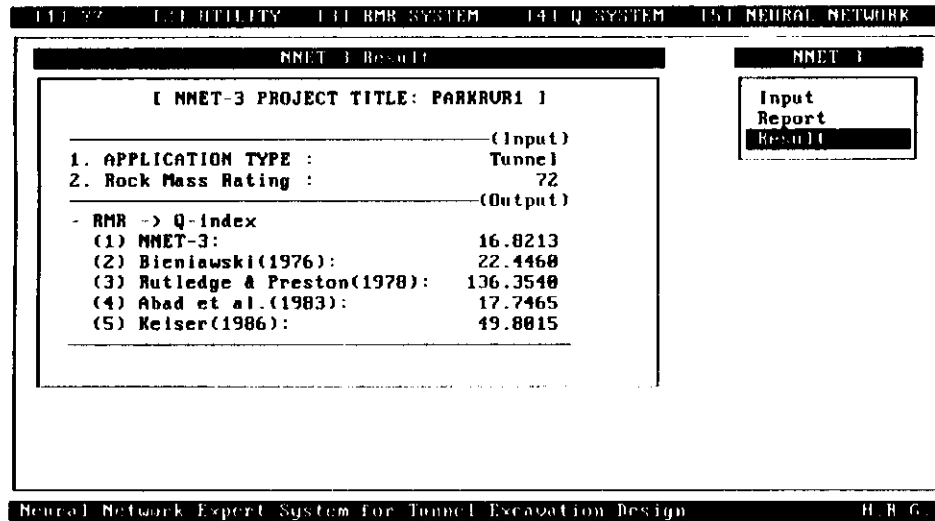 [1] ?? [2] UTILITY [3] RMR SYSTEM [4] Q SYSTEM [5] NEURAL NETWORK
NNET-3 Result
NNET 3
[ NNET-3 PROJECT TITLE: PARKRUR1 ]
Input
Report
Result
(Input)
1. APPLICATION TYPE : Tunnel
2. Rock Mass Rating : 72
(Output)
- RMR -> Q-index
(1) NNET-3: 16.8213
(2) Bieniawski(1976): 22.4460
(3) Rutledge & Preston(1978): 136.3540
(4) Abad et al.(1983): 17.7465
(5) Keiser(1986): 49.8015
Neural Network Expert System for Tunnel Excavation Design H.R.G.